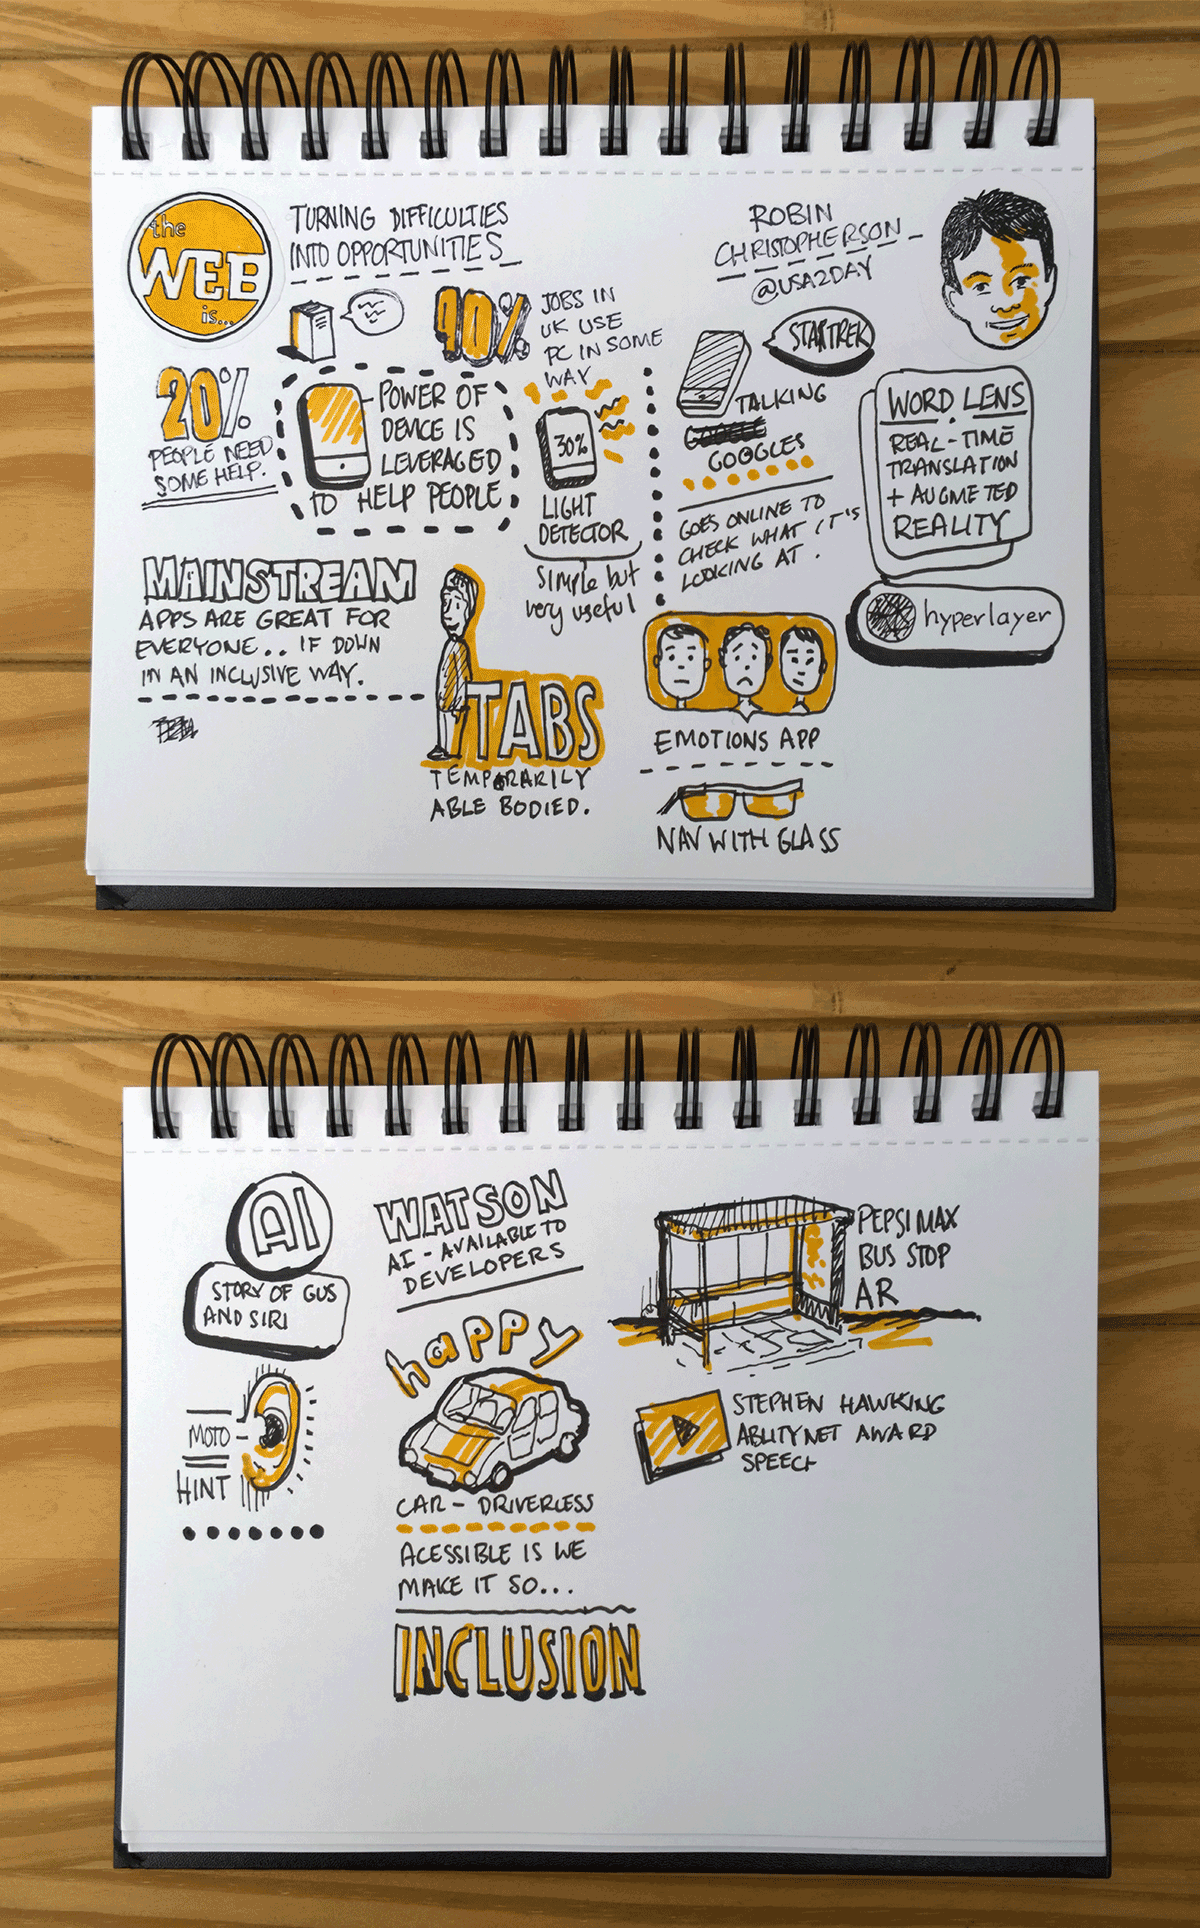 the
WEB
is...
TURNING DIFFICULTIES
INTO OPPORTUNITIES
ROBIN
CHRISTOPHERSON
@USA2DAY
90%
JOBS IN
UK USE
PC IN SOME
WAY
20%
PEOPLE NEED
SOME HELP.
POWER OF
DEVICE IS
LEVERAGED
TO HELP PEOPLE
30%
LIGHT
DETECTOR
Simple but
very useful
MAINSTREAM
APPS ARE GREAT FOR
EVERYONE.. IF DOWN
IN AN INCLUSIVE WAY.
TABS
TEMPORARILY
ABLE BODIED.
STARTREK
TALKING
GOOGLES
GOES ONLINE TO
CHECK WHAT IT'S
LOOKING AT.
WORD LENS
REAL-TIME
TRANSLATION
+ AUGMETED
REALITY
hyperlayer
EMOTIONS APP
NAV WITH GLASS
AI
STORY OF GUS
AND SIRI
MOTO
HINT
WATSON
AI - AVAILABLE TO
DEVELOPERS
happy
CAR - DRIVERLESS
ACESSIBLE IS WE
MAKE IT SO...
INCLUSION
PEPSI MAX
BUS STOP
AR
STEPHEN HAWKING
ABLITYNET AWARD
SPEECH